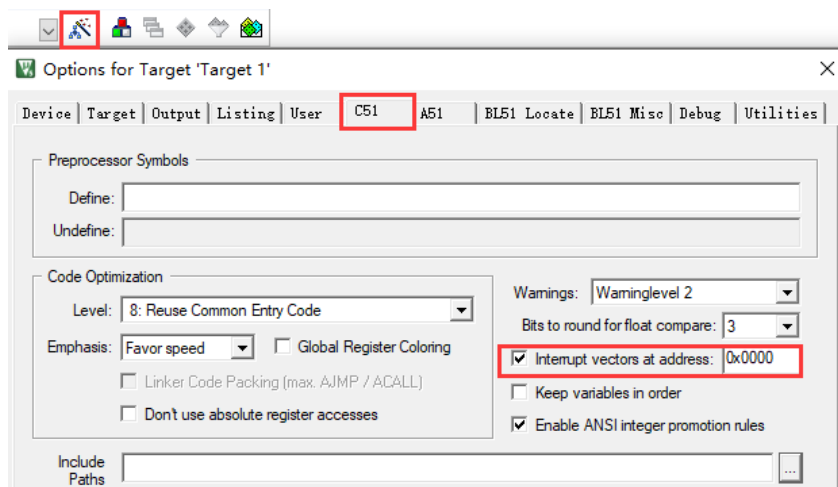 Options for Target 'Target 1'
Device Target Output Listing User C51 A51 BL51 Locate BL51 Misc Debug Utilities
Preprocessor Symbols
Define:
Undefine:
Code Optimization
Level: 8: Reuse Common Entry Code
Emphasis: Favor speed Global Register Coloring
Linker Code Packing (max. AJMP / ACALL)
Don't use absolute register accesses
Warnings: Warninglevel 2
Bits to round for float compare: 3
Interrupt vectors at address: 0x0000
Keep variables in order
Enable ANSI integer promotion rules
Include
Paths
...